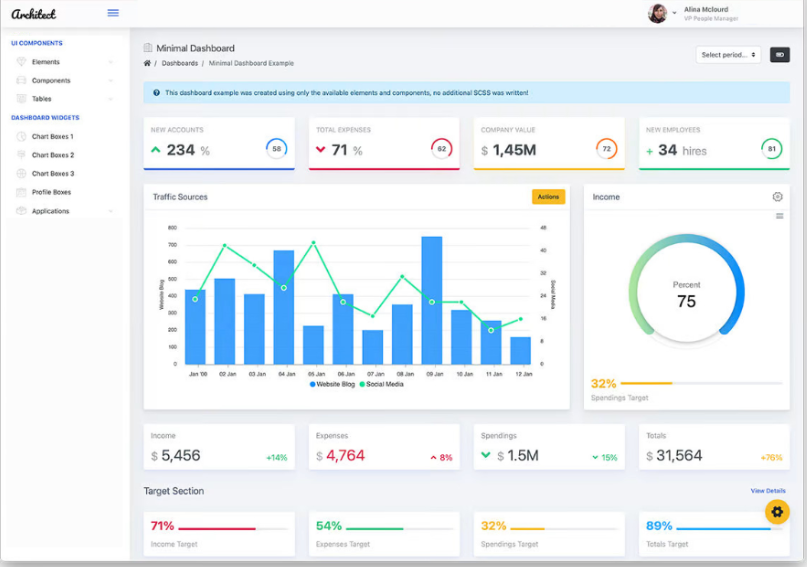 Architect
Alina Mclourd
VP People Manager
UI COMPONENTS
Elements
Components
Tables
DASHBOARD WIDGETS
Chart Boxes 1
Chart Boxes 2
Chart Boxes 3
Profile Boxes
Applications
Minimal Dashboard
/ Dashboards / Minimal Dashboard Example
Select period...
This dashboard example was created using only the available elements and components, no additional SCSS was written!
NEW ACCOUNTS
234 %
58
TOTAL EXPENSES
71 %
62
COMPANY VALUE
$ 1,45M
72
NEW EMPLOYEES
+ 34 hires
81
Traffic Sources
Actions
800
700
600
500
400
300
200
100
0
Website Blog
48
40
32
24
16
8
0
Social Media
Jan '00 02 Jan 03 Jan 04 Jan 05 Jan 06 Jan 07 Jan 08 Jan 09 Jan 10 Jan 11 Jan 12 Jan
Website Blog Social Media
Income
Percent
75
32%
Spendings Target
Income
$ 5,456 +14%
Expenses
$ 4,764 8%
Spendings
$ 1.5M 15%
Totals
$ 31,564 +76%
Target Section
View Details
71%
Income Target
54%
Expenses Target
32%
Spendings Target
89%
Totals Target